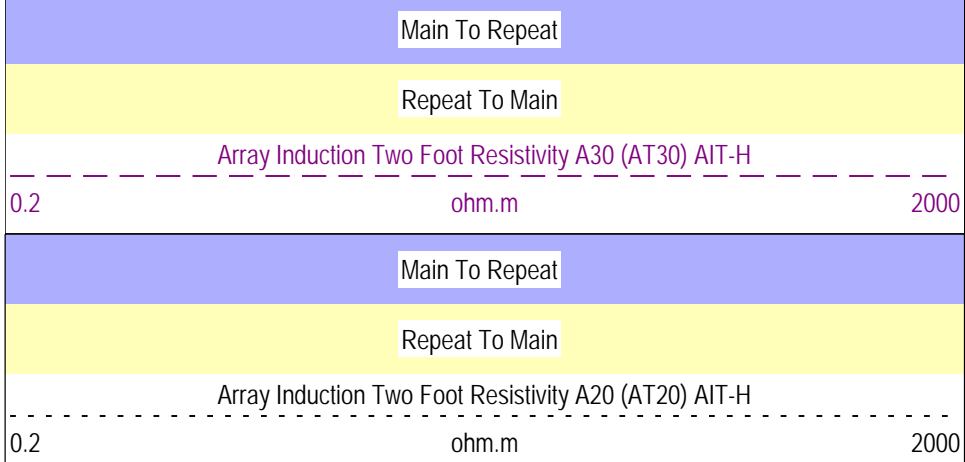 Main To Repeat
Repeat To Main
Array Induction Two Foot Resistivity A30 (AT30) AIT-H
0.2 ohm.m 2000
Main To Repeat
Repeat To Main
Array Induction Two Foot Resistivity A20 (AT20) AIT-H
0.2 ohm.m 2000